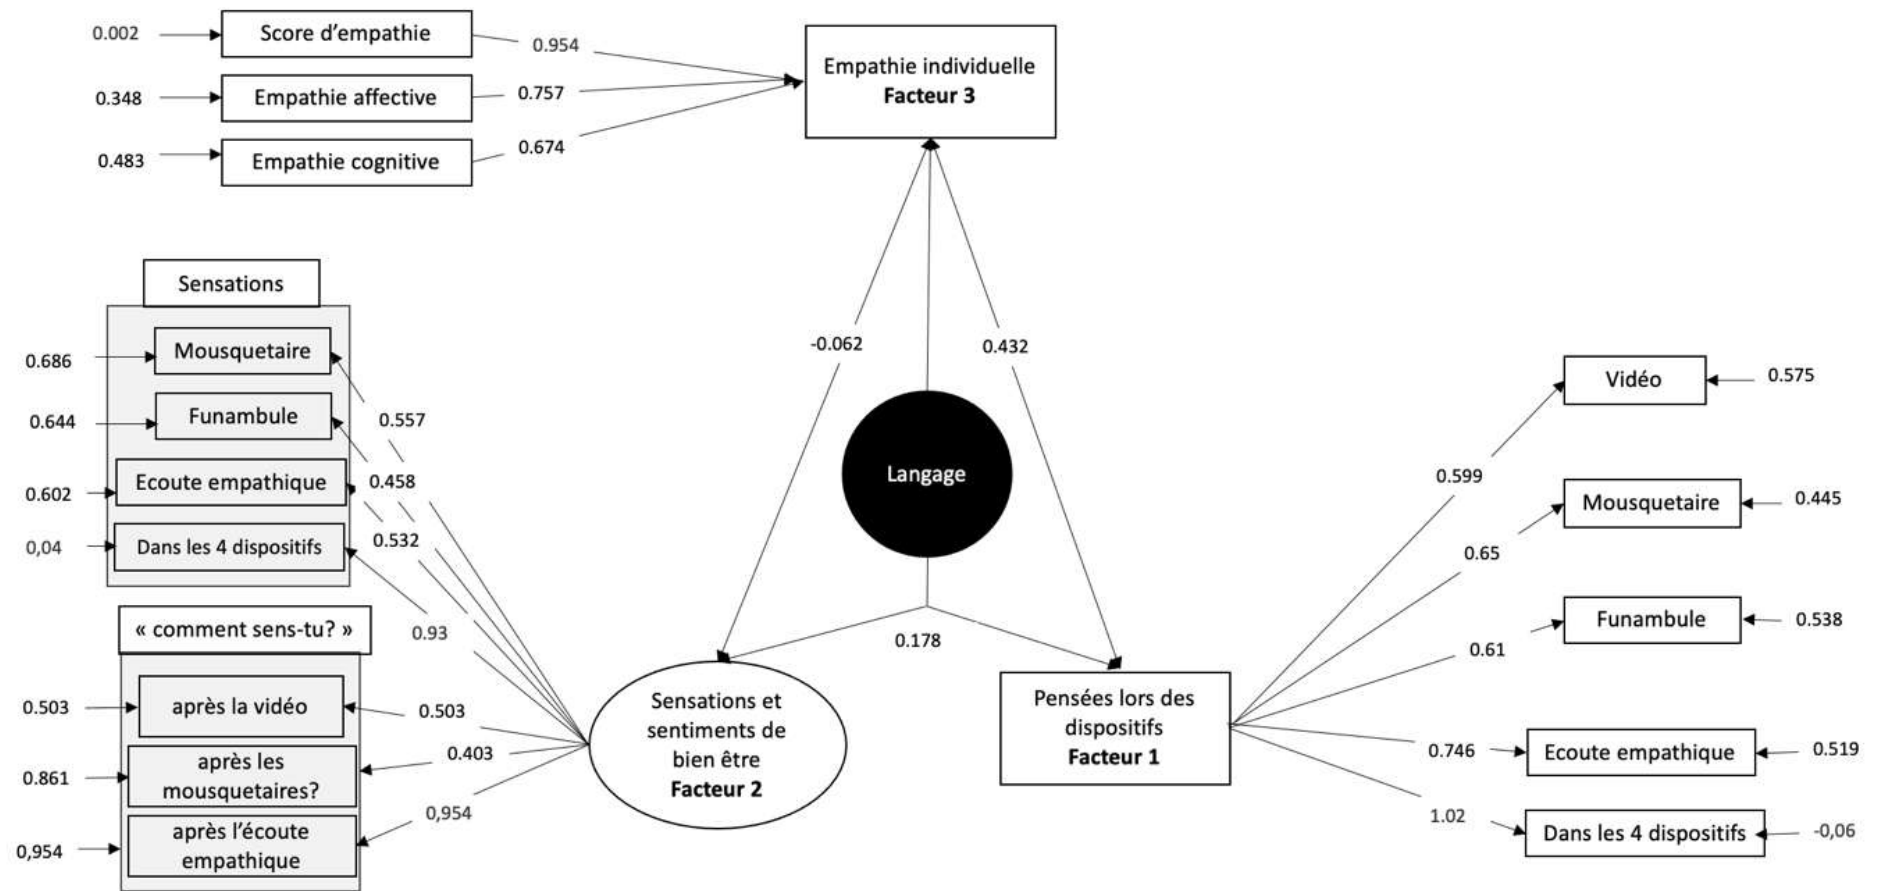 0.002
Score d'empathie
0.954
0.348
Empathie affective
0.757
0.483
Empathie cognitive
0.674
Empathie individuelle
Facteur 3
Sensations
0.686
Mousquetaire
0.557
0.644
Funambule
0.458
0.602
Ecoute empathique
0.532
0,04
Dans les 4 dispositifs
0.93
« comment sens-tu? »
0.503
après la vidéo
0.503
0.861
après les
mousquetaires?
0.403
0,954
après l'écoute
empathique
0,954
-0.062
0.432
Langage
0.178
Sensations et
sentiments de
bien être
Facteur 2
Pensées lors des
dispositifs
Facteur 1
0.599
Vidéo
0.575
0.65
Mousquetaire
0.445
0.61
Funambule
0.538
0.746
Ecoute empathique
0.519
1.02
Dans les 4 dispositifs
-0,06